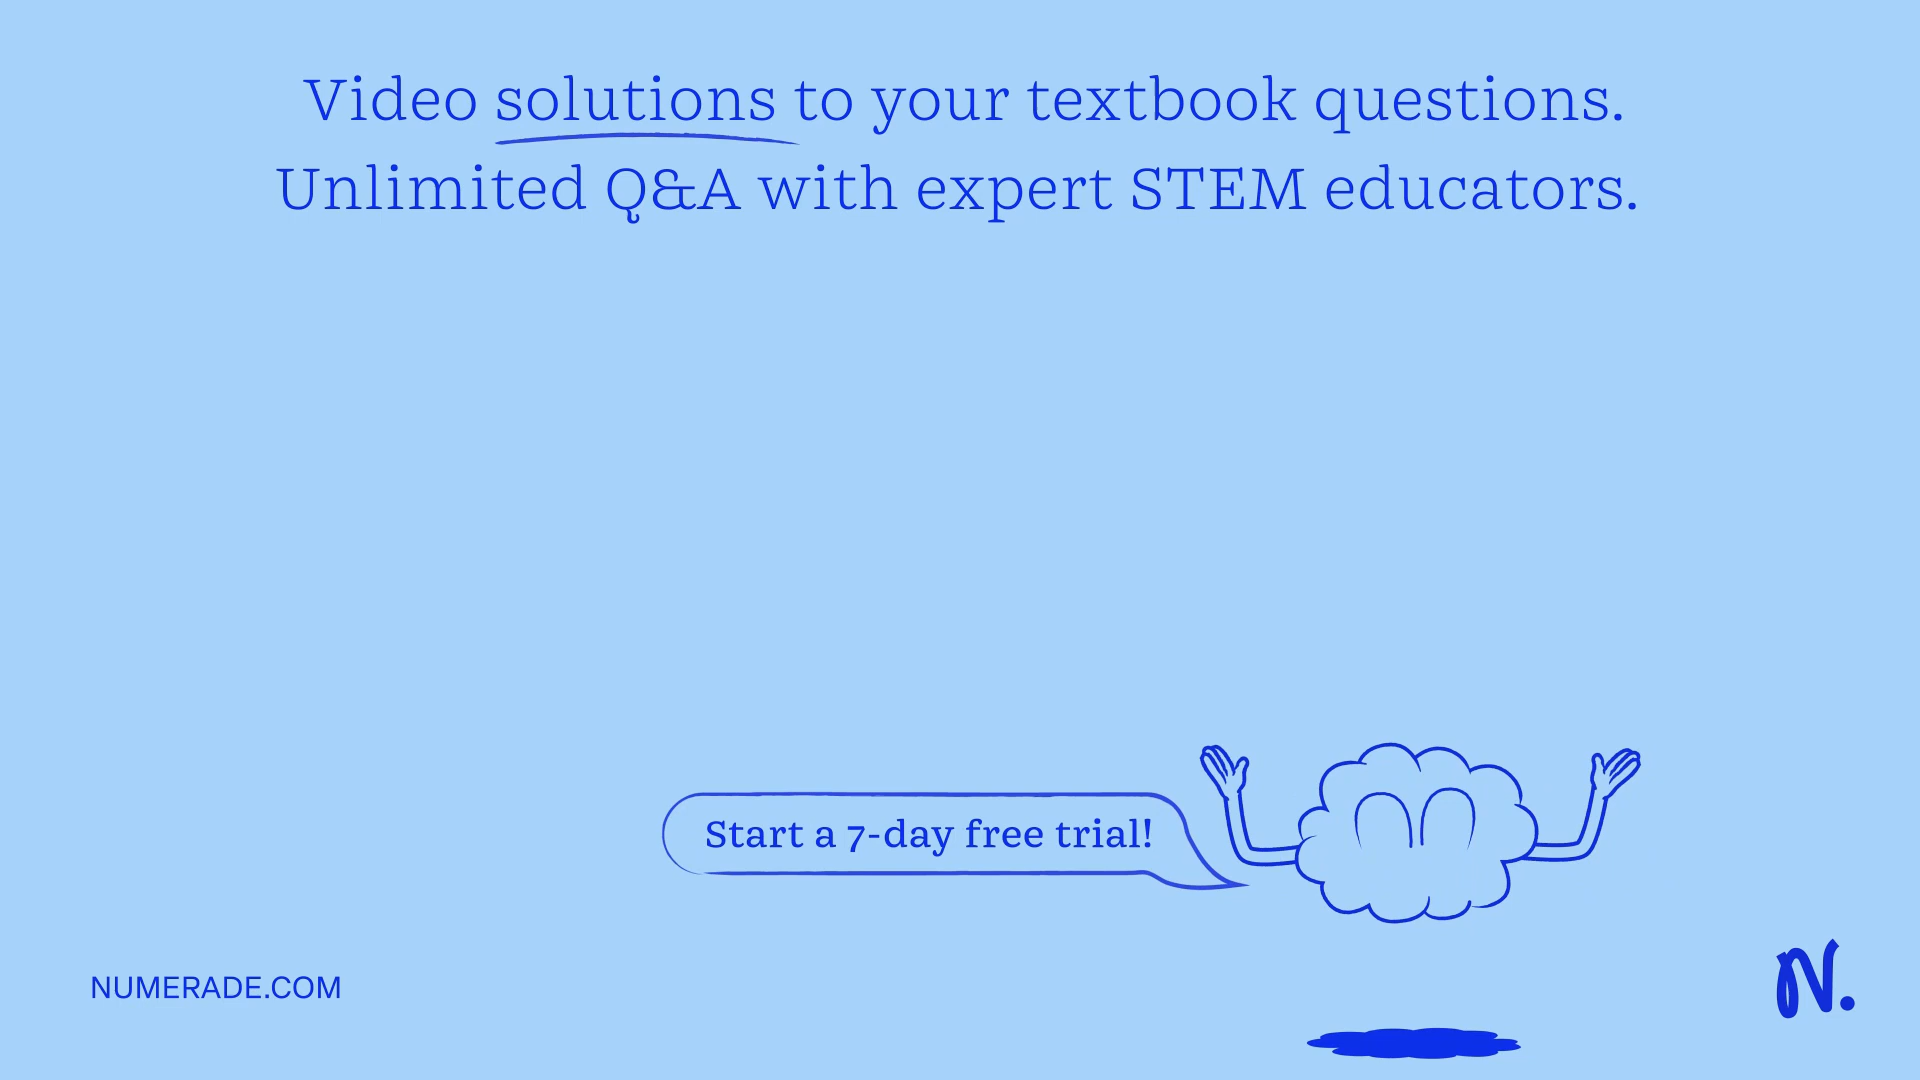 Video solutions to your textbook questions.
Unlimited Q&A with expert STEM educators.
Start a 7-day free trial!
NUMERADE.COM
N.